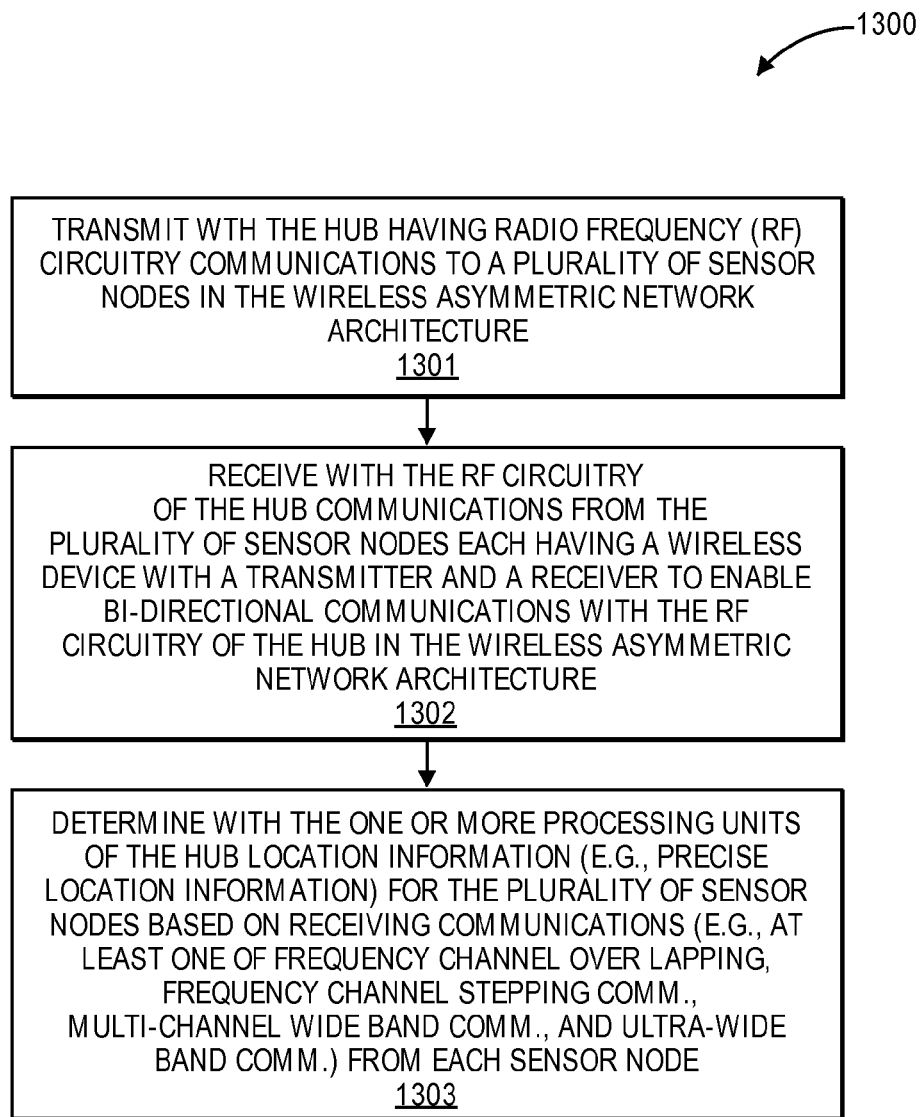 1300
TRANSMIT WTH THE HUB HAVING RADIO FREQUENCY (RF)
CIRCUITRY COMMUNICATIONS TO A PLURALITY OF SENSOR
NODES IN THE WIRELESS ASYMMETRIC NETWORK
ARCHITECTURE
1301
RECEIVE WITH THE RF CIRCUITRY
OF THE HUB COMMUNICATIONS FROM THE
PLURALITY OF SENSOR NODES EACH HAVING A WIRELESS
DEVICE WITH A TRANSMITTER AND A RECEIVER TO ENABLE
BI-DIRECTIONAL COMMUNICATIONS WITH THE RF
CIRCUITRY OF THE HUB IN THE WIRELESS ASYMMETRIC
NETWORK ARCHITECTURE
1302
DETERMINE WITH THE ONE OR MORE PROCESSING UNITS
OF THE HUB LOCATION INFORMATION (E.G., PRECISE
LOCATION INFORMATION) FOR THE PLURALITY OF SENSOR
NODES BASED ON RECEIVING COMMUNICATIONS (E.G., AT
LEAST ONE OF FREQUENCY CHANNEL OVER LAPPING,
FREQUENCY CHANNEL STEPPING COMM.,
MULTI-CHANNEL WIDE BAND COMM., AND ULTRA-WIDE
BAND COMM.) FROM EACH SENSOR NODE
1303